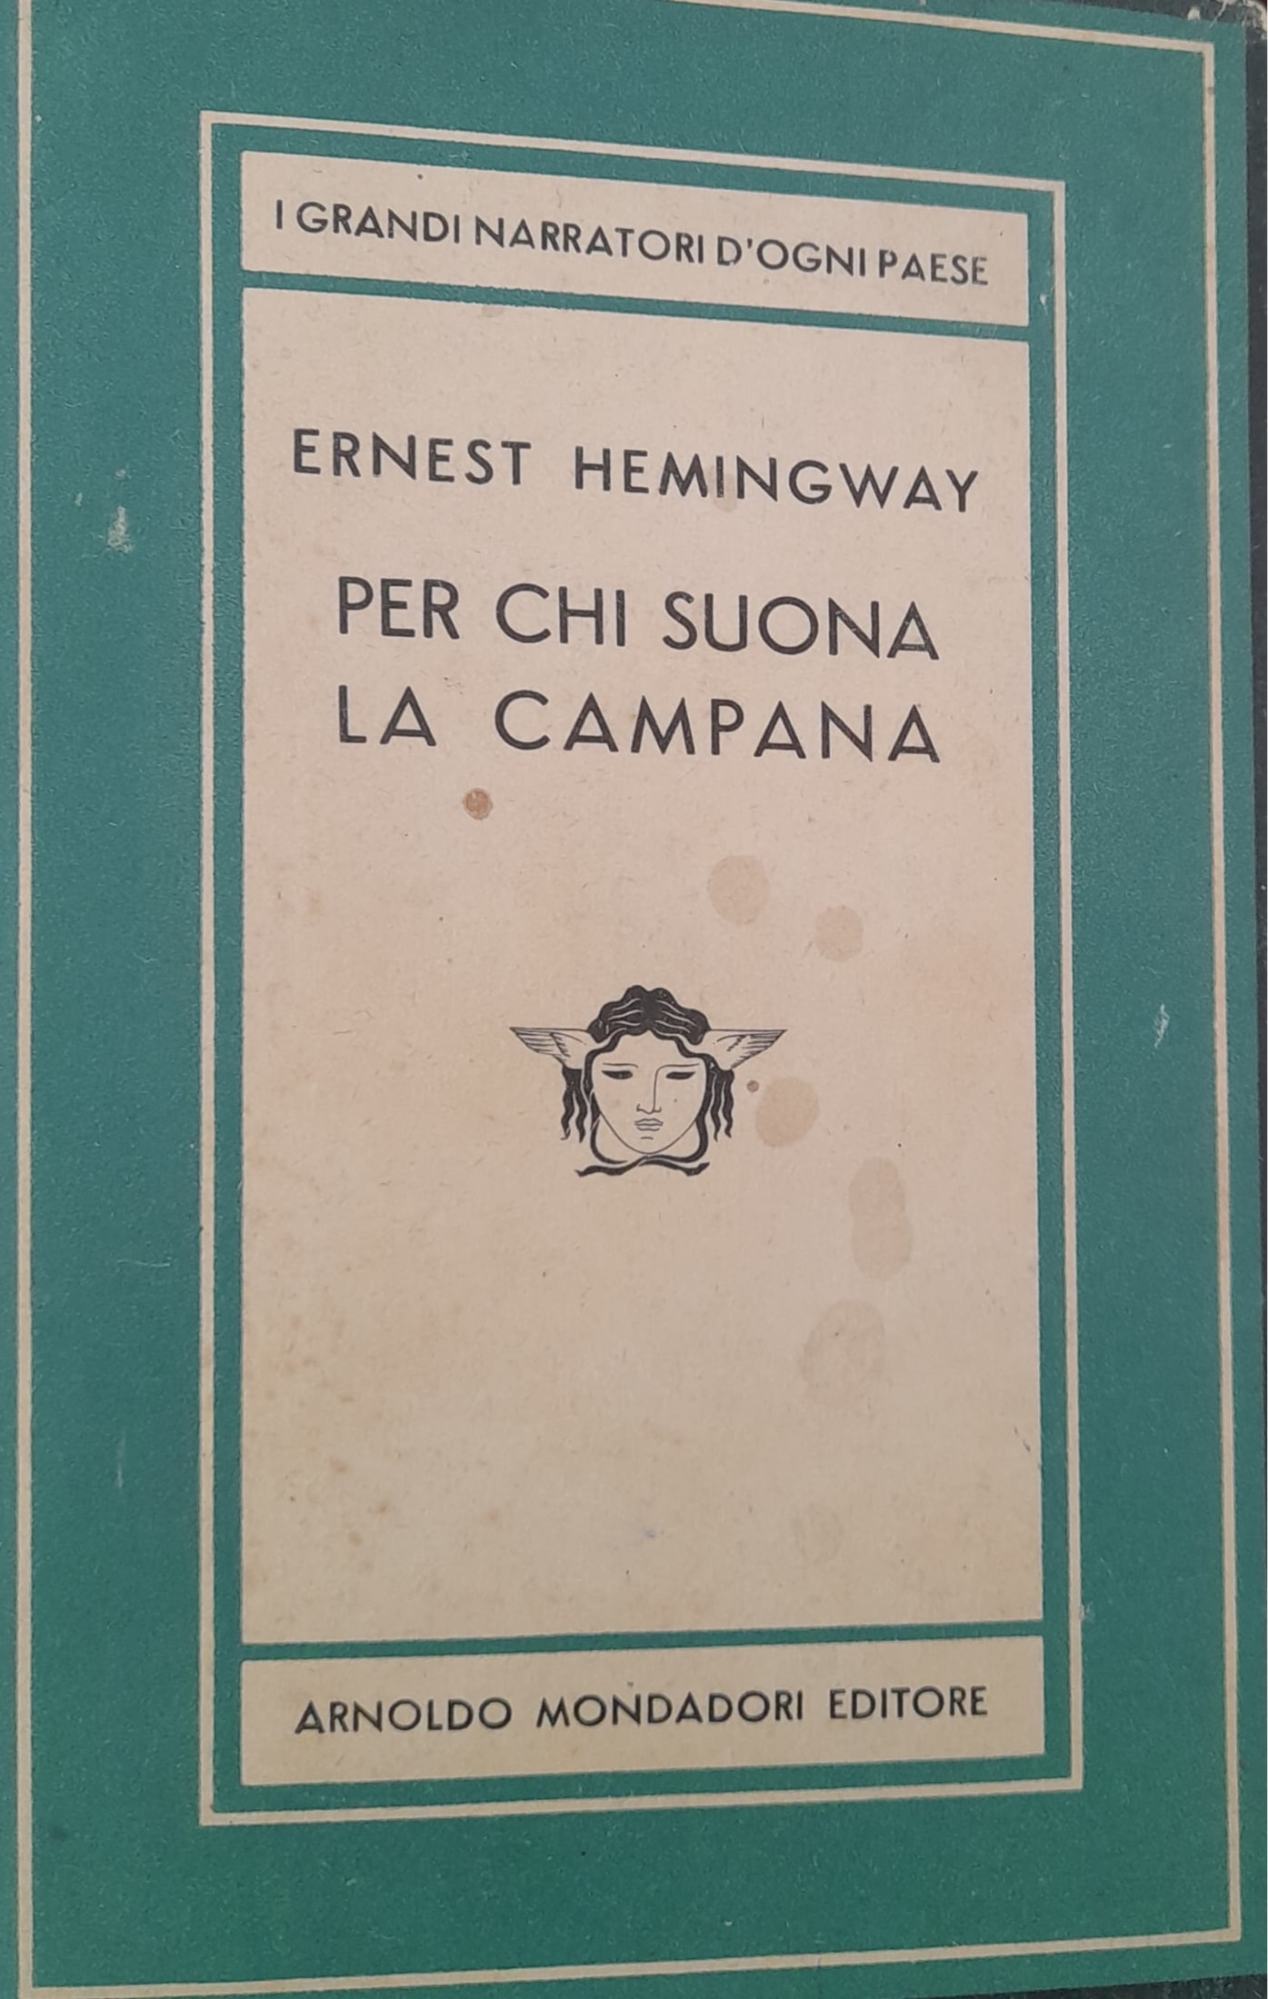 I GRANDI NARRATORI D'OGNI PAESE
ERNEST HEMINGWAY
PER CHI SUONA
LA CAMPANA
ARNOLDO MONDADORI EDITORE